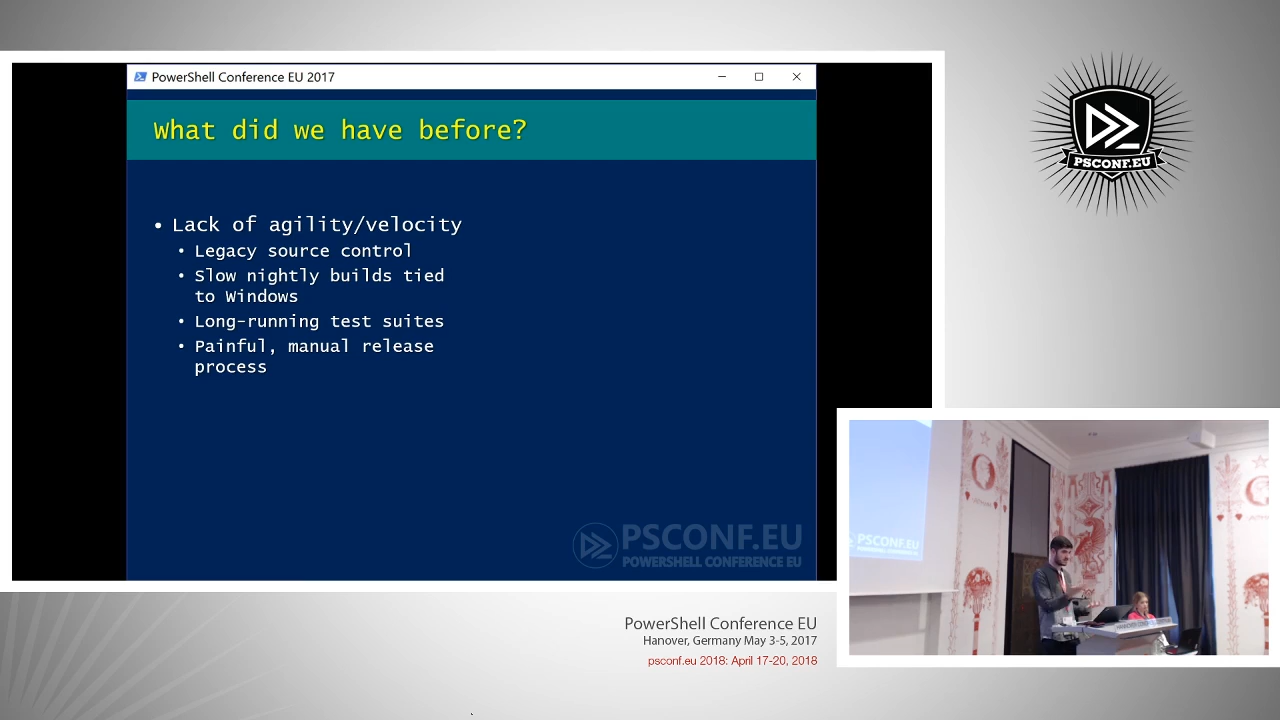 PowerShell Conference EU 2017
What did we have before?
• Lack of agility/velocity
• Legacy source control
• Slow nightly builds tied
to Windows
• Long-running test suites
• Painful, manual release
process
PSCONF.EU
POWERSHELL CONFERENCE EU
PSCONF.EU
PSCONF.EU
PowerShell Conference EU
Hanover, Germany May 3-5, 2017
psconf.eu 2018: April 17-20, 2018